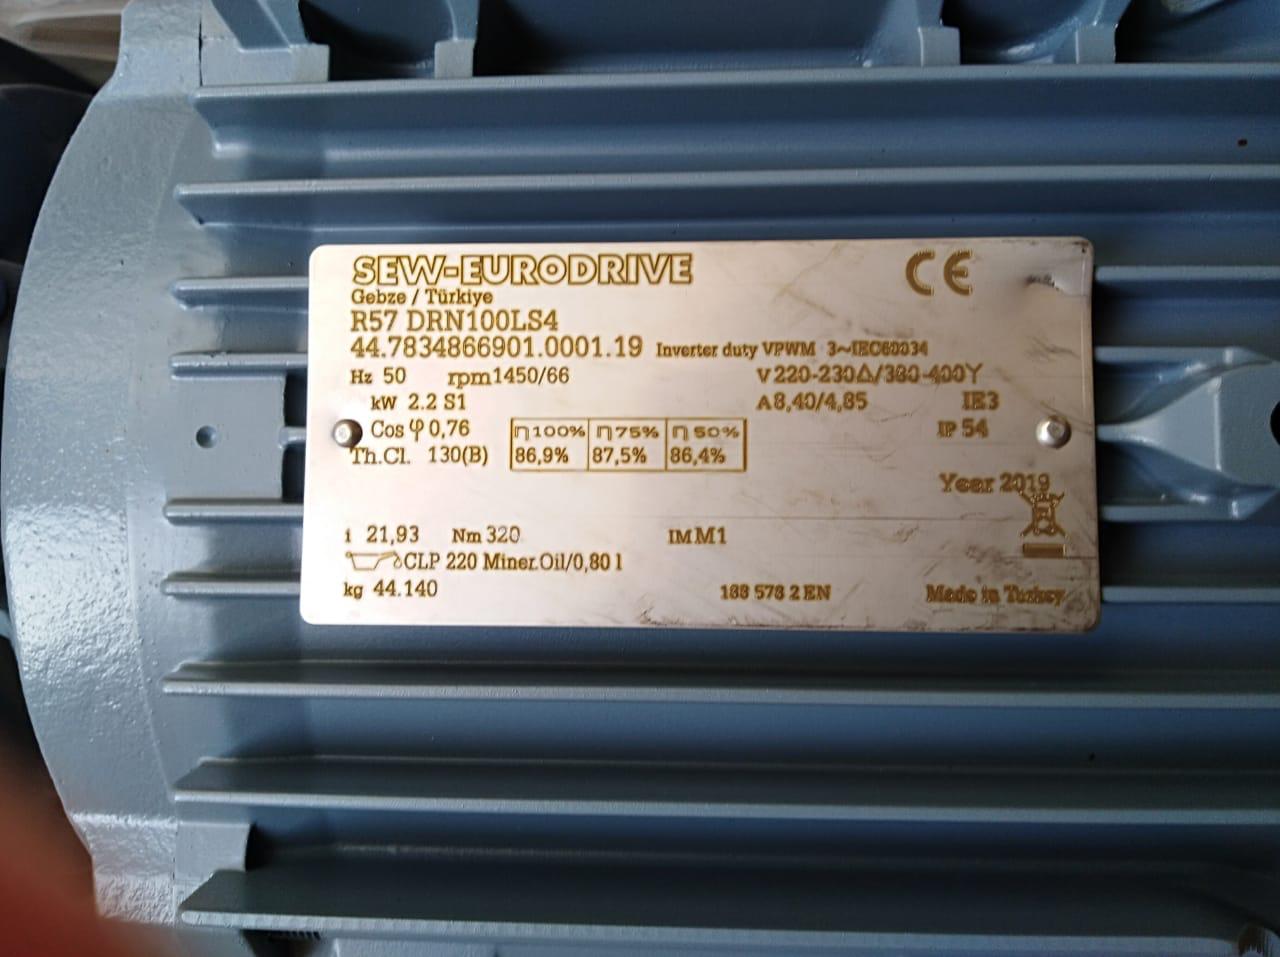 SEW-EURODRIVE CE
Gebze / Türkiye
R57 DRN100LS4
44.7834866901.0001.19 Inverter duty VPWM 3~IEC60034
Hz 50 rpm 1450/66 V 220-230Δ/380-400Y
kW 2.2 S1 A 8,40/4,85 IE3
Cos φ 0,76 η100% η75% η50% IP 54
Th.Cl. 130(B) 86,9% 87,5% 86,4%
Year 2019
i 21,93 Nm 320 IM M1
CLP 220 Miner.Oil/0,80 l
kg 44.140 188 578 2 EN Made in Turkey